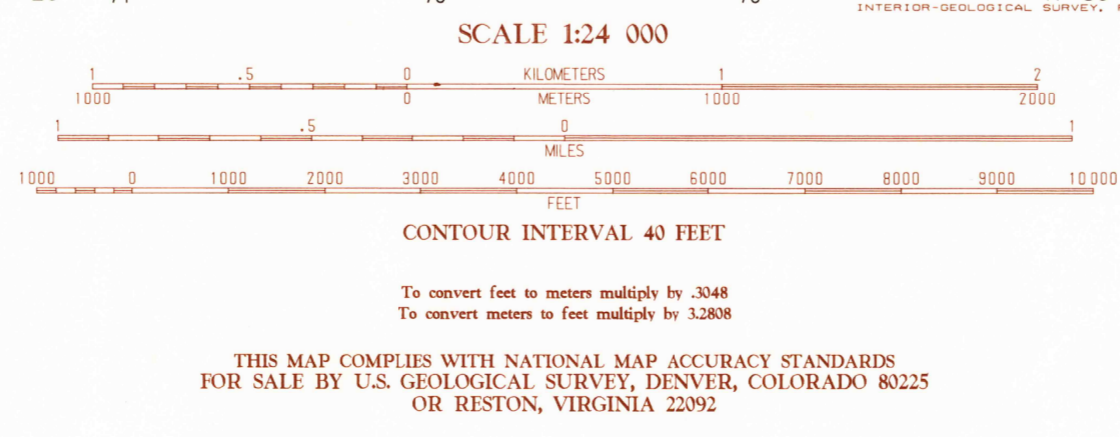 INTERIOR-GEOLOGICAL SURVEY,
SCALE 1:24 000
1 .5 0 KILOMETERS 1 2
1000 0 METERS 1000 2000
1 .5 0 1
MILES
1000 0 1000 2000 3000 4000 5000 6000 7000 8000 9000 10 000
FEET
CONTOUR INTERVAL 40 FEET
To convert feet to meters multiply by .3048
To convert meters to feet multiply by 3.2808
THIS MAP COMPLIES WITH NATIONAL MAP ACCURACY STANDARDS
FOR SALE BY U.S. GEOLOGICAL SURVEY, DENVER, COLORADO 80225
OR RESTON, VIRGINIA 22092